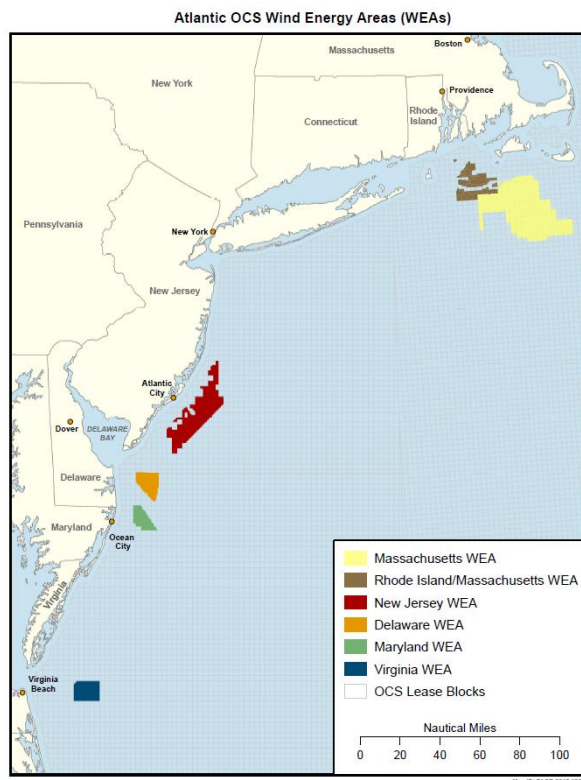 Atlantic OCS Wind Energy Areas (WEAs)
Boston
Massachusetts
New York
Providence
Rhode
Island
Connecticut
Pennsylvania
New York
New Jersey
Atlantic
City
Dover
DELAWARE
BAY
Delaware
Maryland
Ocean
City
Virginia
Virginia
Beach
Massachusetts WEA
Rhode Island/Massachusetts WEA
New Jersey WEA
Delaware WEA
Maryland WEA
Virginia WEA
OCS Lease Blocks
Nautical Miles
0 20 40 60 80 100